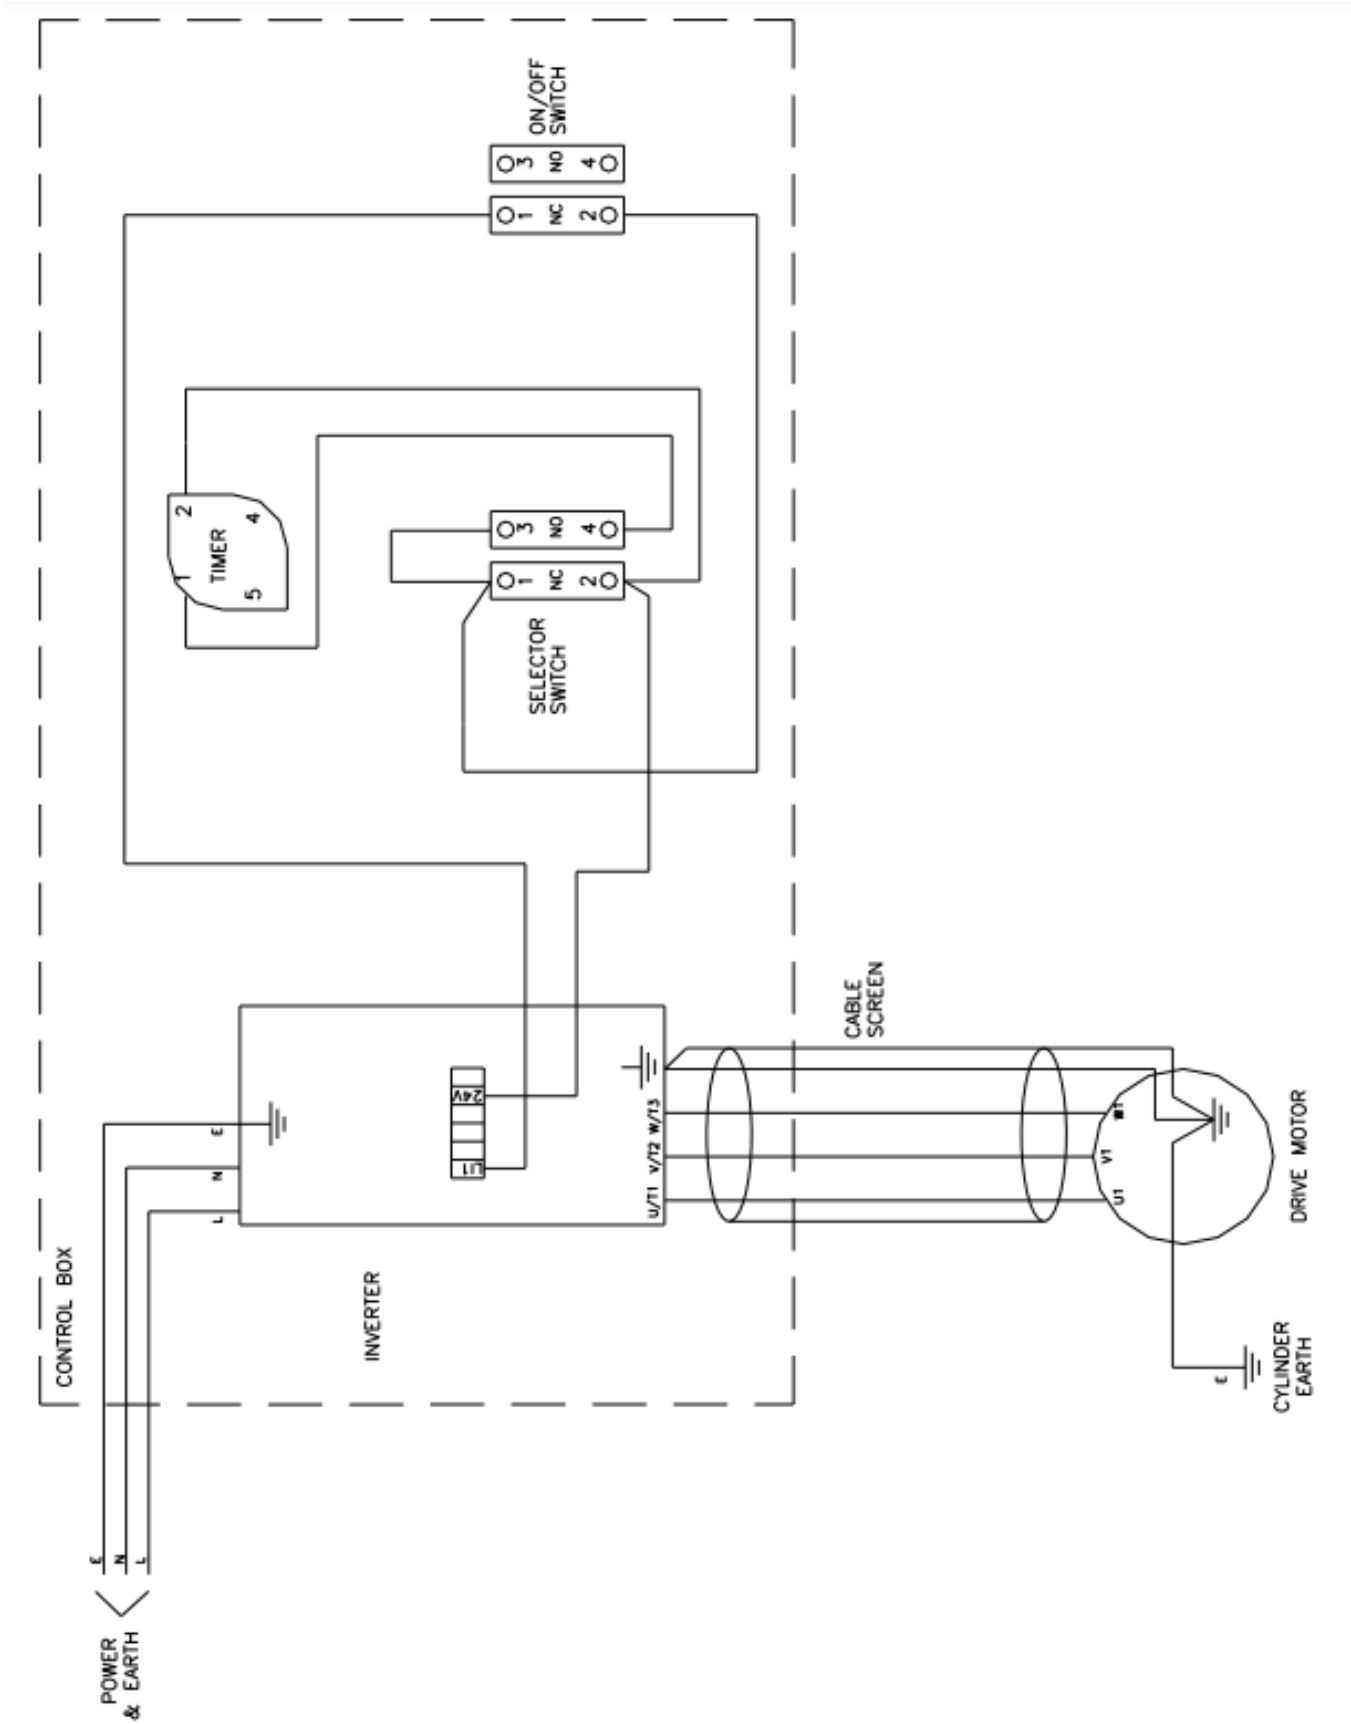 POWER
& EARTH
E
N
L
CONTROL BOX
INVERTER
L
N
E
LI1
24V
U/T1
V/T2
W/T3
CABLE
SCREEN
U1
V1
W1
DRIVE MOTOR
E
CYLINDER
EARTH
TIMER
1
2
4
5
SELECTOR
SWITCH
1 NC 2
3 NO 4
1 NC 2
3 NO 4
ON/OFF
SWITCH